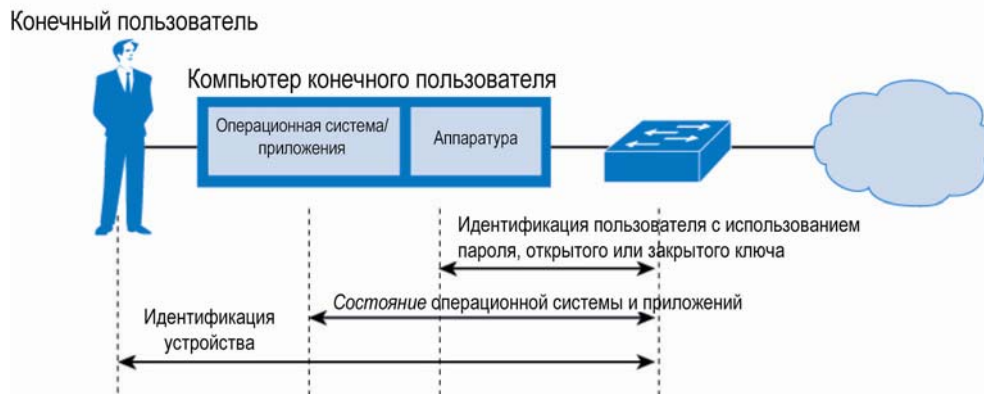 Конечный пользователь
Компьютер конечного пользователя
Операционная система/
приложения
Аппаратура
Идентификация пользователя с использованием
пароля, открытого или закрытого ключа
Состояние операционной системы и приложений
Идентификация
устройства